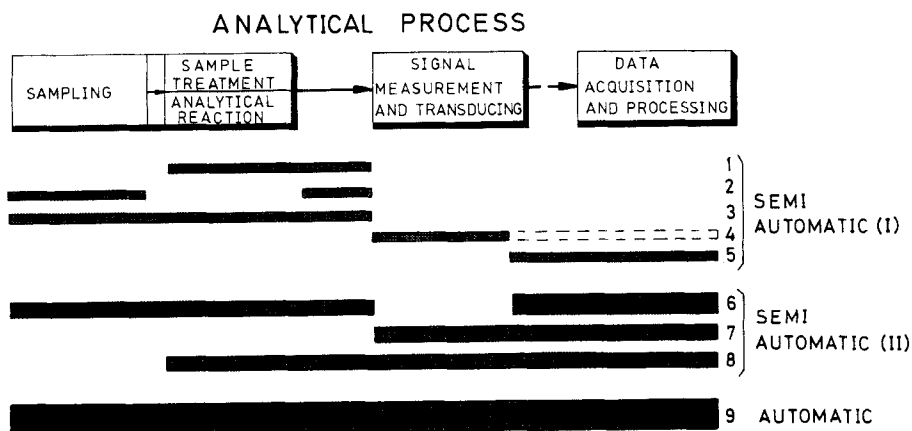 ANALYTICAL PROCESS
SAMPLING
SAMPLE
TREATMENT
ANALYTICAL
REACTION
SIGNAL
MEASUREMENT
AND TRANSDUCING
DATA
ACQUISITION
AND PROCESSING
1
2
3
4
5
SEMI
AUTOMATIC (I)
6
7
8
SEMI
AUTOMATIC (II)
9 AUTOMATIC